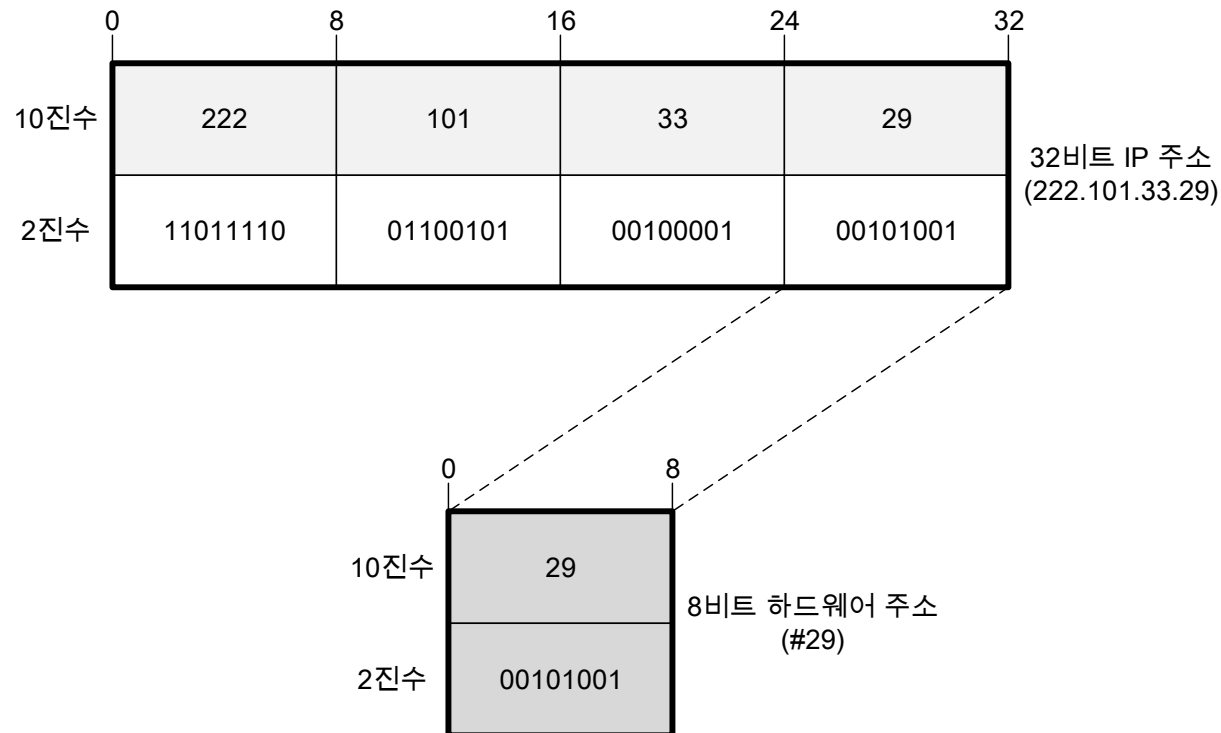 0 8 16 24 32
10진수 222 101 33 29
32비트 IP 주소
(222.101.33.29)
2진수 11011110 01100101 00100001 00101001
0 8
10진수 29
8비트 하드웨어 주소
(#29)
2진수 00101001